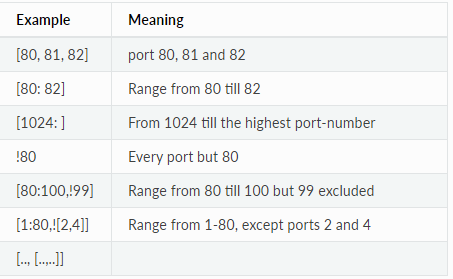 Example Meaning
[80, 81, 82] port 80, 81 and 82
[80: 82] Range from 80 till 82
[1024: ] From 1024 till the highest port-number
!80 Every port but 80
[80:100,!99] Range from 80 till 100 but 99 excluded
[1:80,![2,4]] Range from 1-80, except ports 2 and 4
[.., [..,..]]